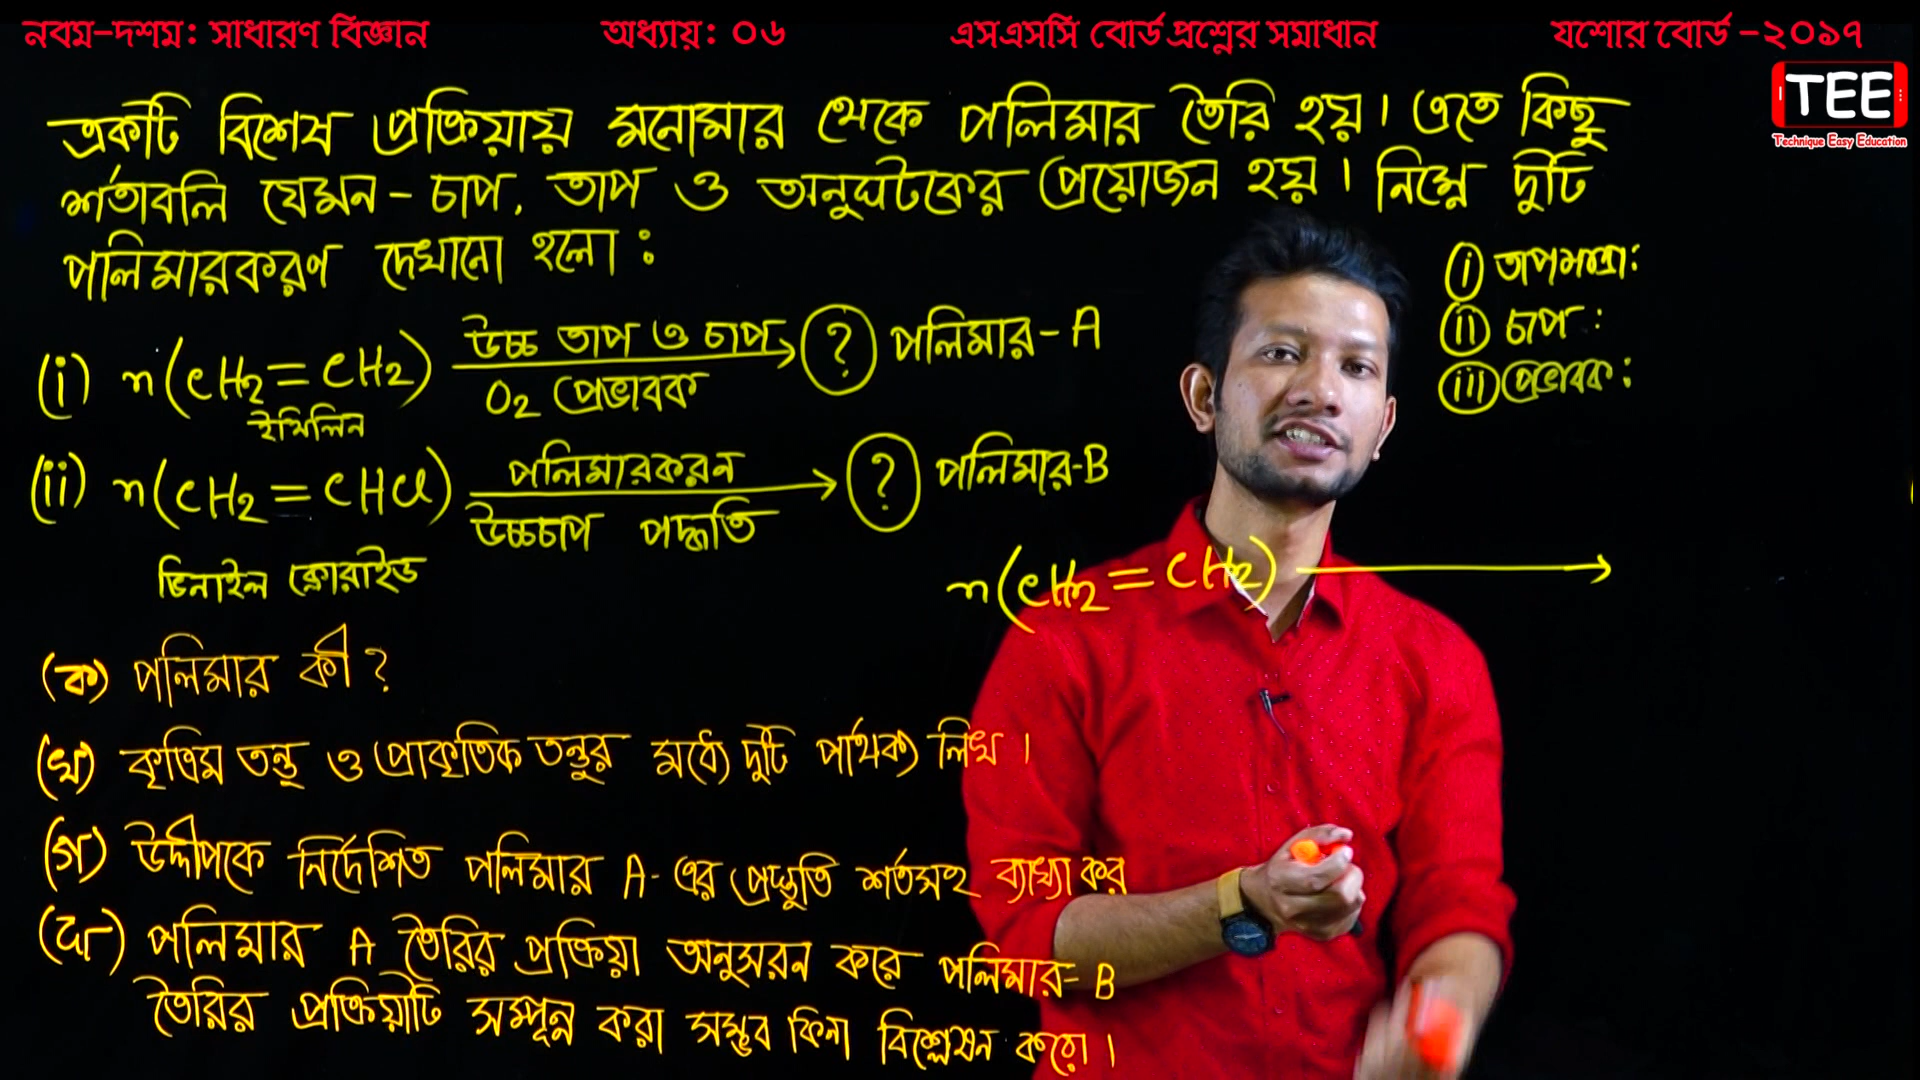 নবম-দশম: সাধারণ বিজ্ঞান অধ্যায়: ০৬ এসএসসি বোর্ড প্রশ্নের সমাধান যশোর বোর্ড -২০১৭
TEE
Technique Easy Education
একটি বিশেষ প্রক্রিয়ায় মনোমার থেকে পলিমার তৈরি হয়। এতে কিছু
শর্তাবলি যেমন - চাপ, তাপ ও অনুঘটকের প্রয়োজন হয়। নিম্নে দুটি
পলিমারকরণ দেখানো হলো :
(i) n(CH2=CH2) উচ্চ তাপ ও চাপ O2 প্রভাবক → ? পলিমার - A
ইথিলিন
(ii) n(CH2=CHCl) পলিমারকরন উচ্চচাপ পদ্ধতি → ? পলিমার-B
ভিনাইল ক্লোরাইড
(i) তাপমাত্রা:
(ii) চাপ :
(iii) প্রভাবক :
n(CH2=CH2) →
(ক) পলিমার কী ?
(খ) কৃত্রিম তন্তু ও প্রাকৃতিক তন্তুর মধ্যে দুটি পার্থক্য লিখ।
(গ) উদ্দীপকে নির্দেশিত পলিমার A- এর প্রস্তুতি শর্তসহ ব্যাখ্যা কর
(ঘ) পলিমার A তৈরির প্রক্রিয়া অনুসরন করে পলিমার- B
তৈরির প্রক্রিয়াটি সম্পূন্ন করা সম্ভব কিনা বিশ্লেষন করো।